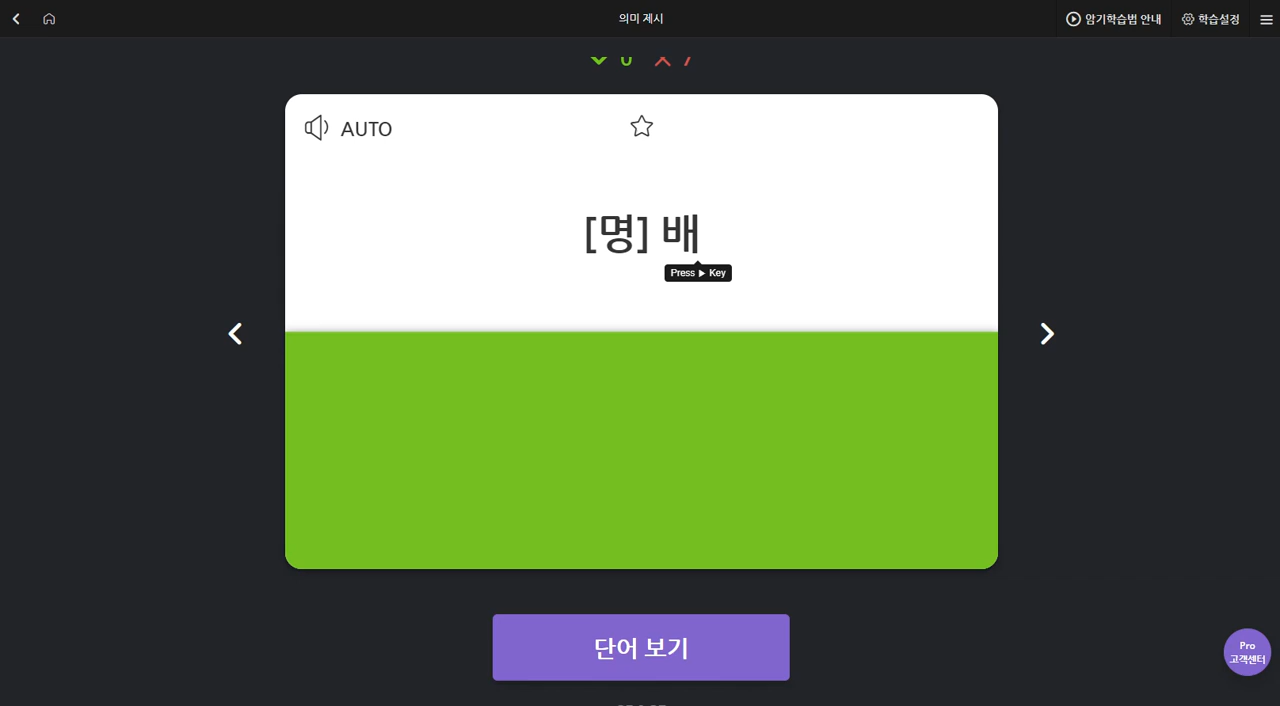 의미 제시
암기학습법 안내
학습설정
AUTO
[명] 배
Press ▶ Key
단어 보기
Pro
고객센터